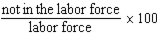 not in the labor force
labor force × 100